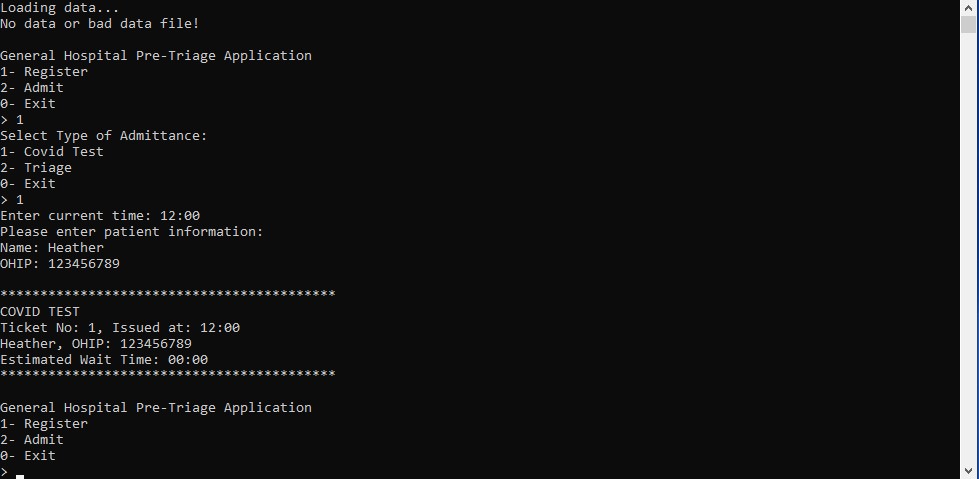 Loading data...
No data or bad data file!
General Hospital Pre-Triage Application
1- Register
2- Admit
0- Exit
> 1
Select Type of Admittance:
1- Covid Test
2- Triage
0- Exit
> 1
Enter current time: 12:00
Please enter patient information:
Name: Heather
OHIP: 123456789
******************************************
COVID TEST
Ticket No: 1, Issued at: 12:00
Heather, OHIP: 123456789
Estimated Wait Time: 00:00
******************************************
General Hospital Pre-Triage Application
1- Register
2- Admit
0- Exit
> _